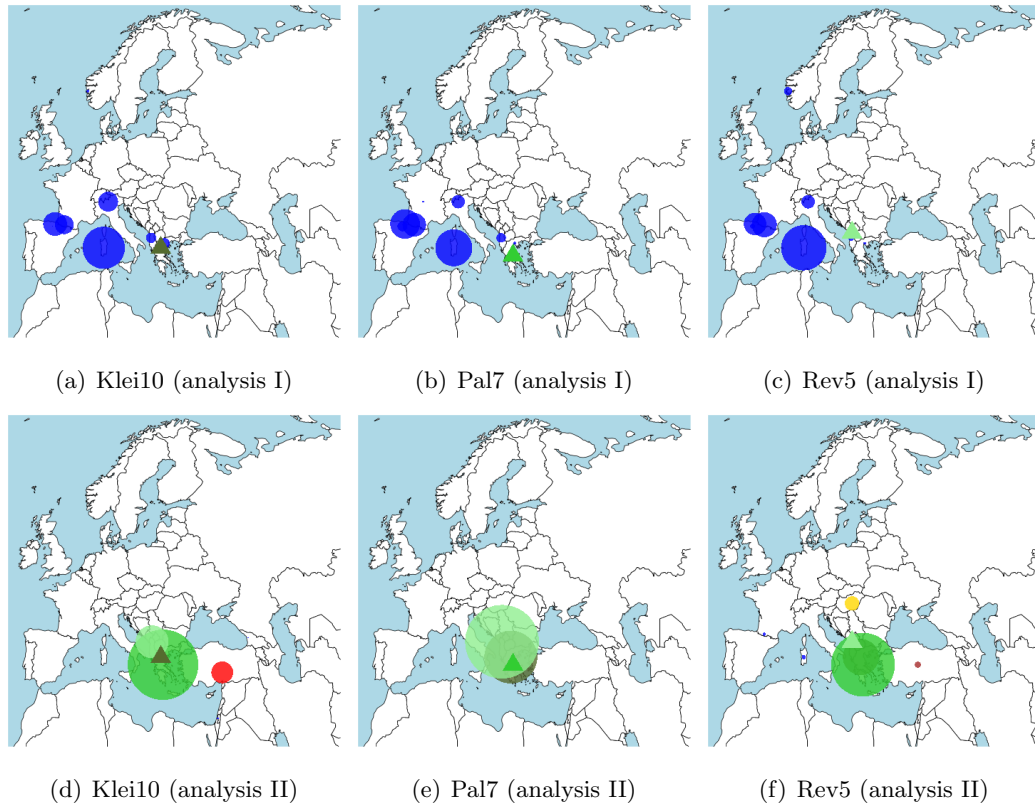 (a) Klei10 (analysis I)
(b) Pal7 (analysis I)
(c) Rev5 (analysis I)
(d) Klei10 (analysis II)
(e) Pal7 (analysis II)
(f) Rev5 (analysis II)